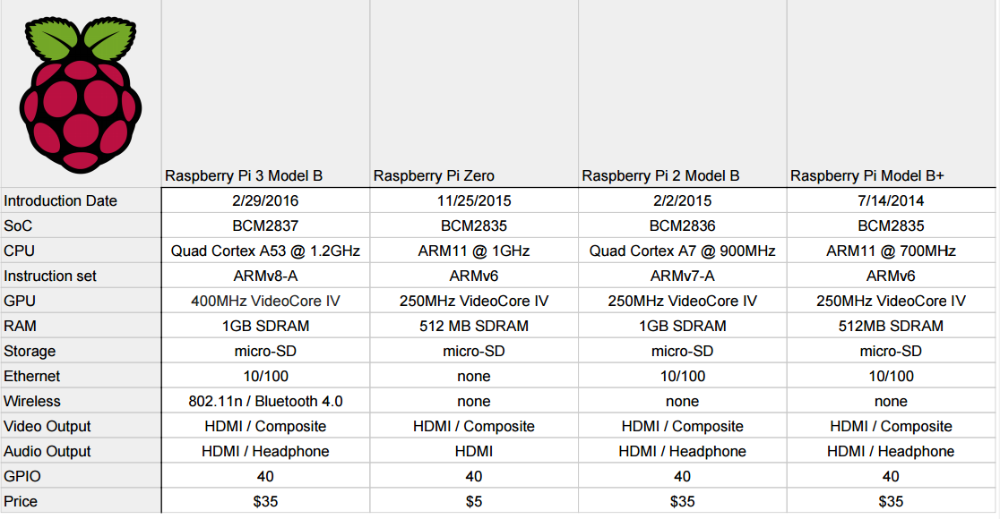 Raspberry Pi 3 Model B Raspberry Pi Zero Raspberry Pi 2 Model B Raspberry Pi Model B+
Introduction Date 2/29/2016 11/25/2015 2/2/2015 7/14/2014
SoC BCM2837 BCM2835 BCM2836 BCM2835
CPU Quad Cortex A53 @ 1.2GHz ARM11 @ 1GHz Quad Cortex A7 @ 900MHz ARM11 @ 700MHz
Instruction set ARMv8-A ARMv6 ARMv7-A ARMv6
GPU 400MHz VideoCore IV 250MHz VideoCore IV 250MHz VideoCore IV 250MHz VideoCore IV
RAM 1GB SDRAM 512 MB SDRAM 1GB SDRAM 512MB SDRAM
Storage micro-SD micro-SD micro-SD micro-SD
Ethernet 10/100 none 10/100 10/100
Wireless 802.11n / Bluetooth 4.0 none none none
Video Output HDMI / Composite HDMI / Composite HDMI / Composite HDMI / Composite
Audio Output HDMI / Headphone HDMI HDMI / Headphone HDMI / Headphone
GPIO 40 40 40 40
Price $35 $5 $35 $35